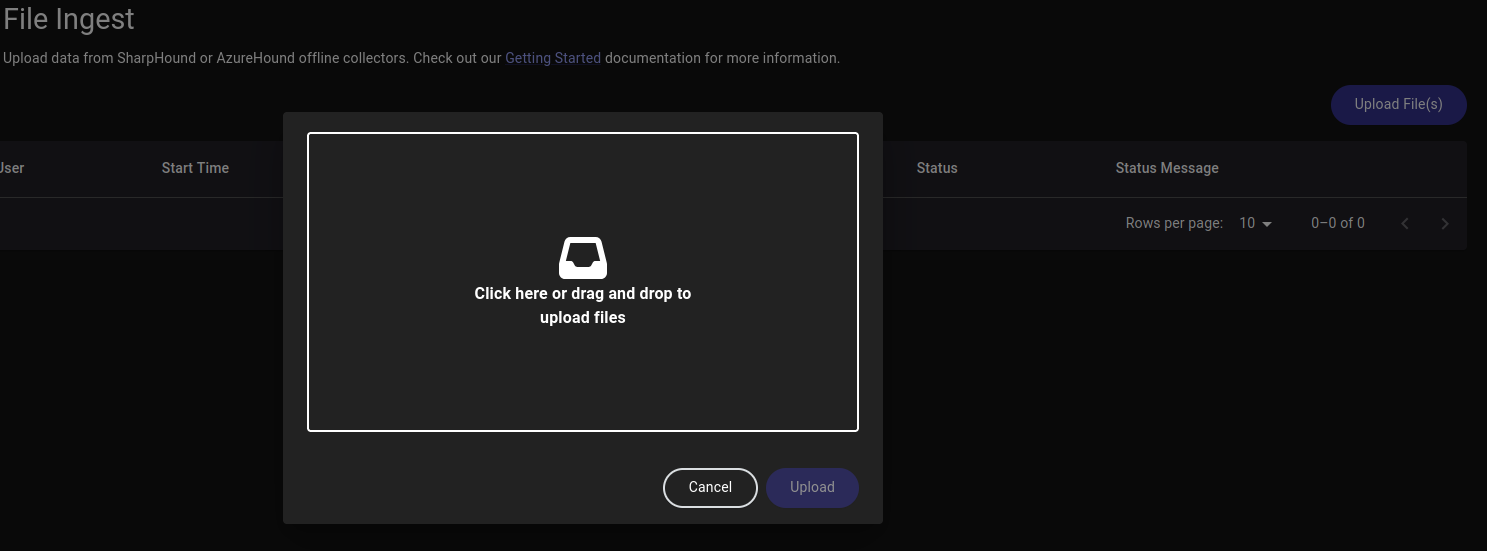 File Ingest
Upload data from SharpHound or AzureHound offline collectors. Check out our Getting Started documentation for more information.
Upload File(s)
User Start Time Status Status Message
Rows per page: 10 0–0 of 0
Click here or drag and drop to
upload files
Cancel Upload